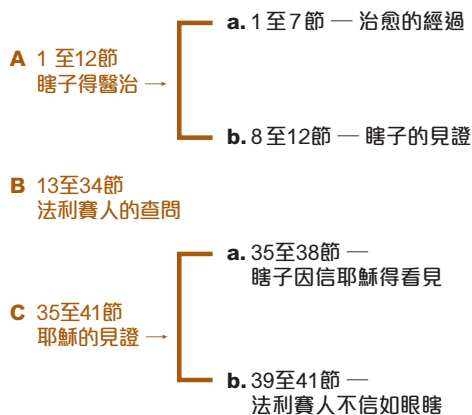 A 1 至12節
瞎子得醫治 →
a. 1至7節 — 治愈的經過
b. 8至12節 — 瞎子的見證
B 13至34節
法利賽人的查問
C 35至41節
耶穌的見證 →
a. 35至38節 —
瞎子因信耶穌得看見
b. 39至41節 —
法利賽人不信如眼瞎